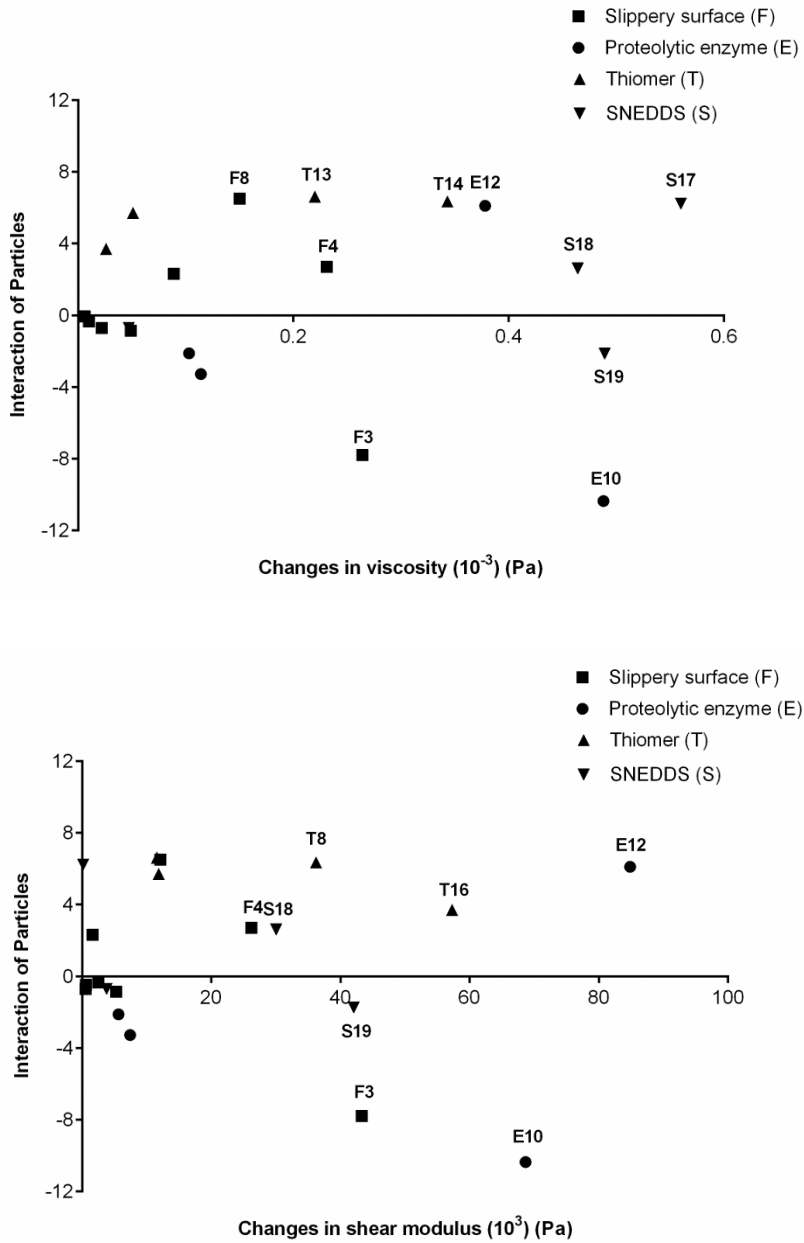 Slippery surface (F)
Proteolytic enzyme (E)
Thiomer (T)
SNEDDS (S)
12
8
4
0
-4
-8
-12
0.2
0.4
0.6
F8
T13
T14
E12
S17
F4
S18
S19
F3
E10
Interaction of Particles
Changes in viscosity (10⁻³) (Pa)
Slippery surface (F)
Proteolytic enzyme (E)
Thiomer (T)
SNEDDS (S)
12
8
4
0
-4
-8
-12
20
40
60
80
100
T8
E12
T16
F4
S18
S19
F3
E10
Interaction of Particles
Changes in shear modulus (10³) (Pa)